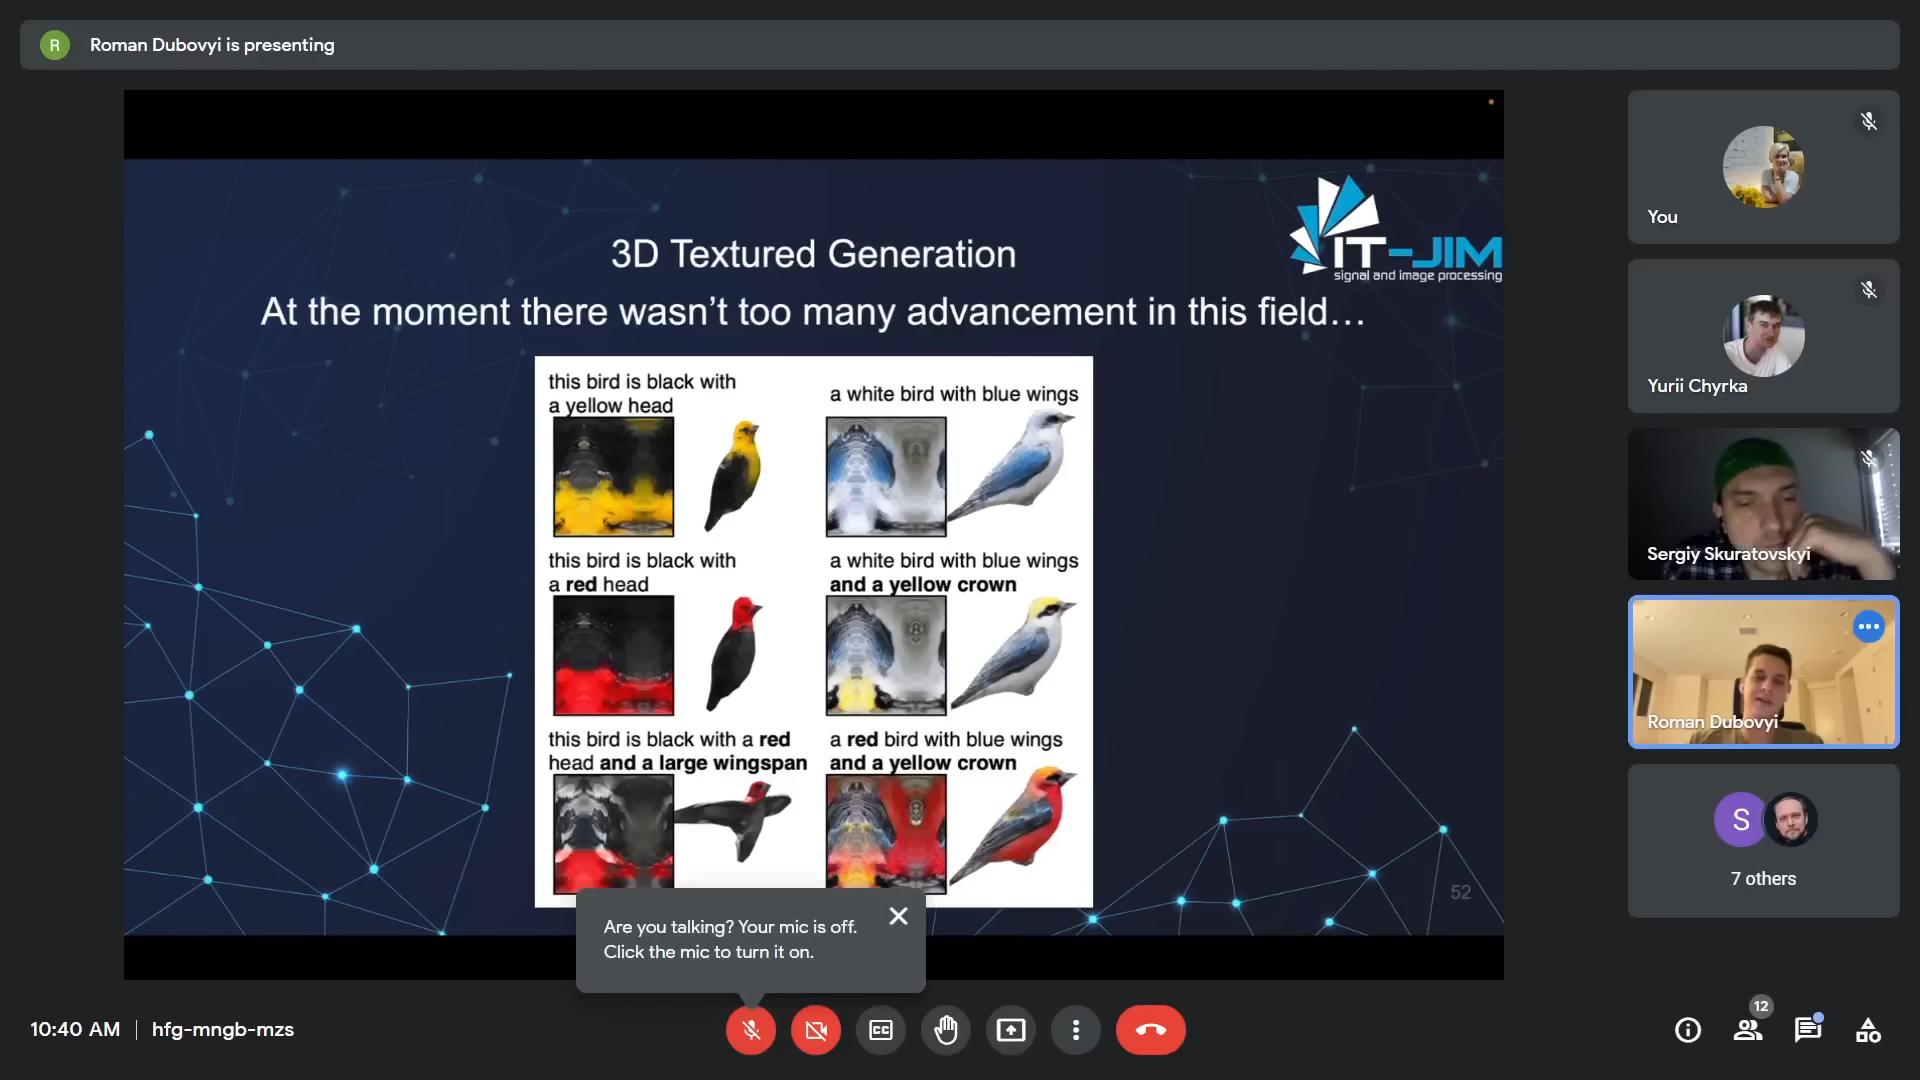 R Roman Dubovyi is presenting
IT-JIM
signal and image processing
3D Textured Generation
At the moment there wasn't too many advancement in this field…
this bird is black with
a yellow head
a white bird with blue wings
this bird is black with
a red head
a white bird with blue wings
and a yellow crown
this bird is black with a red
head and a large wingspan
a red bird with blue wings
and a yellow crown
52
You
Yurii Chyrka
Sergiy Skuratovskyi
Roman Dubovyi
S
7 others
Are you talking? Your mic is off.
Click the mic to turn it on.
10:40 AM | hfg-mngb-mzs
CC
12